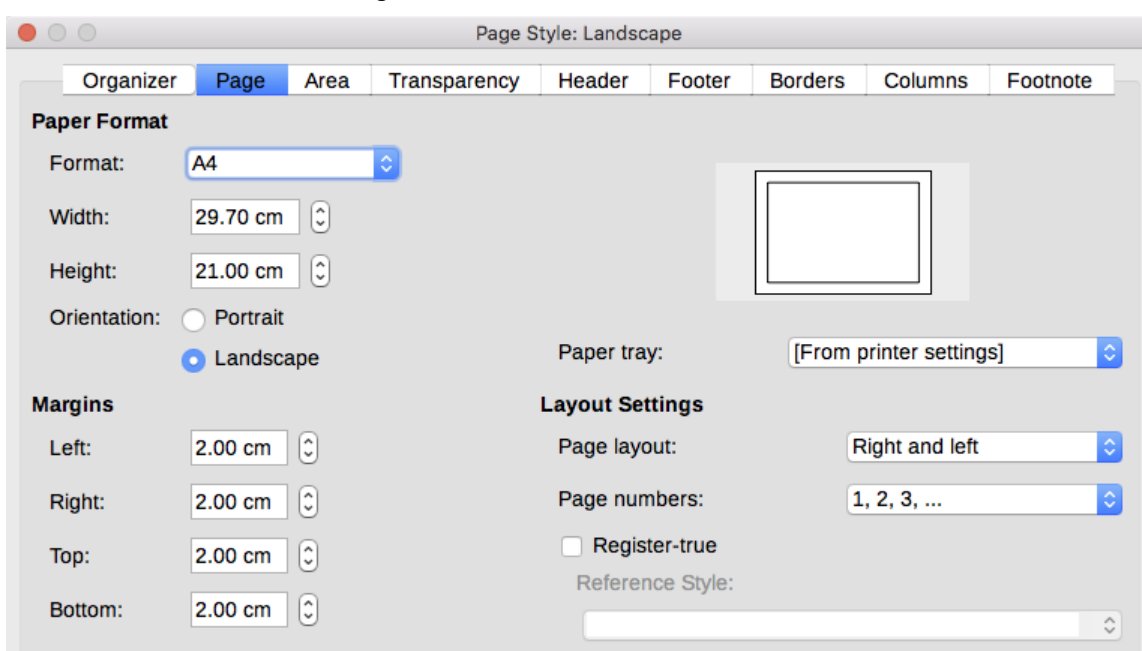 Page Style: Landscape
Organizer Page Area Transparency Header Footer Borders Columns Footnote
Paper Format
Format: A4
Width: 29.70 cm
Height: 21.00 cm
Orientation: Portrait
Landscape
Paper tray: [From printer settings]
Margins
Left: 2.00 cm
Right: 2.00 cm
Top: 2.00 cm
Bottom: 2.00 cm
Layout Settings
Page layout: Right and left
Page numbers: 1, 2, 3, ...
Register-true
Reference Style: